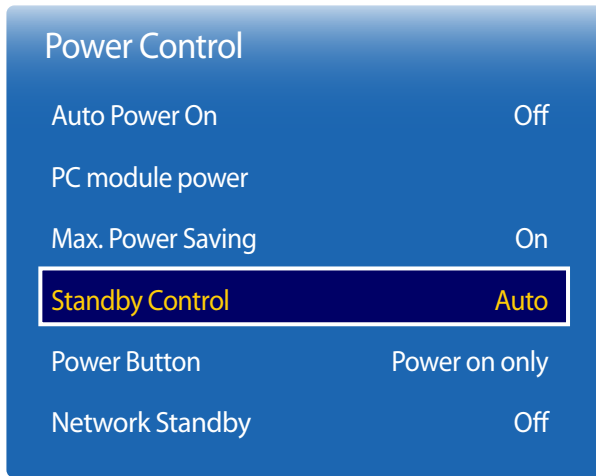 Power Control
Auto Power On Off
PC module power
Max. Power Saving On
Standby Control Auto
Power Button Power on only
Network Standby Off